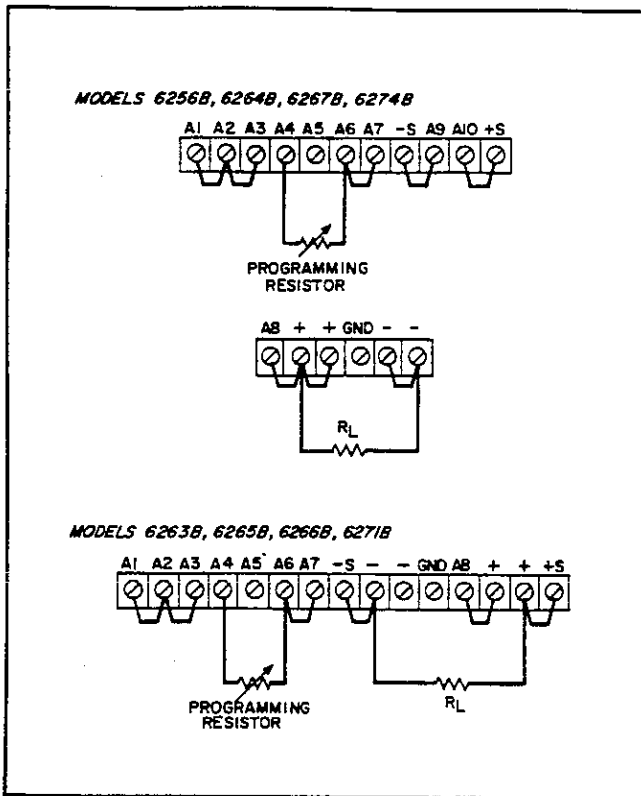 MODELS 6256B, 6264B, 6267B, 6274B
A1 A2 A3 A4 A5 A6 A7 -S A9 A10 +S
PROGRAMMING
RESISTOR
A8 + + GND - -
RL
MODELS 6263B, 6265B, 6266B, 6271B
A1 A2 A3 A4 A5 A6 A7 -S - - GND A8 + + +S
PROGRAMMING
RESISTOR
RL